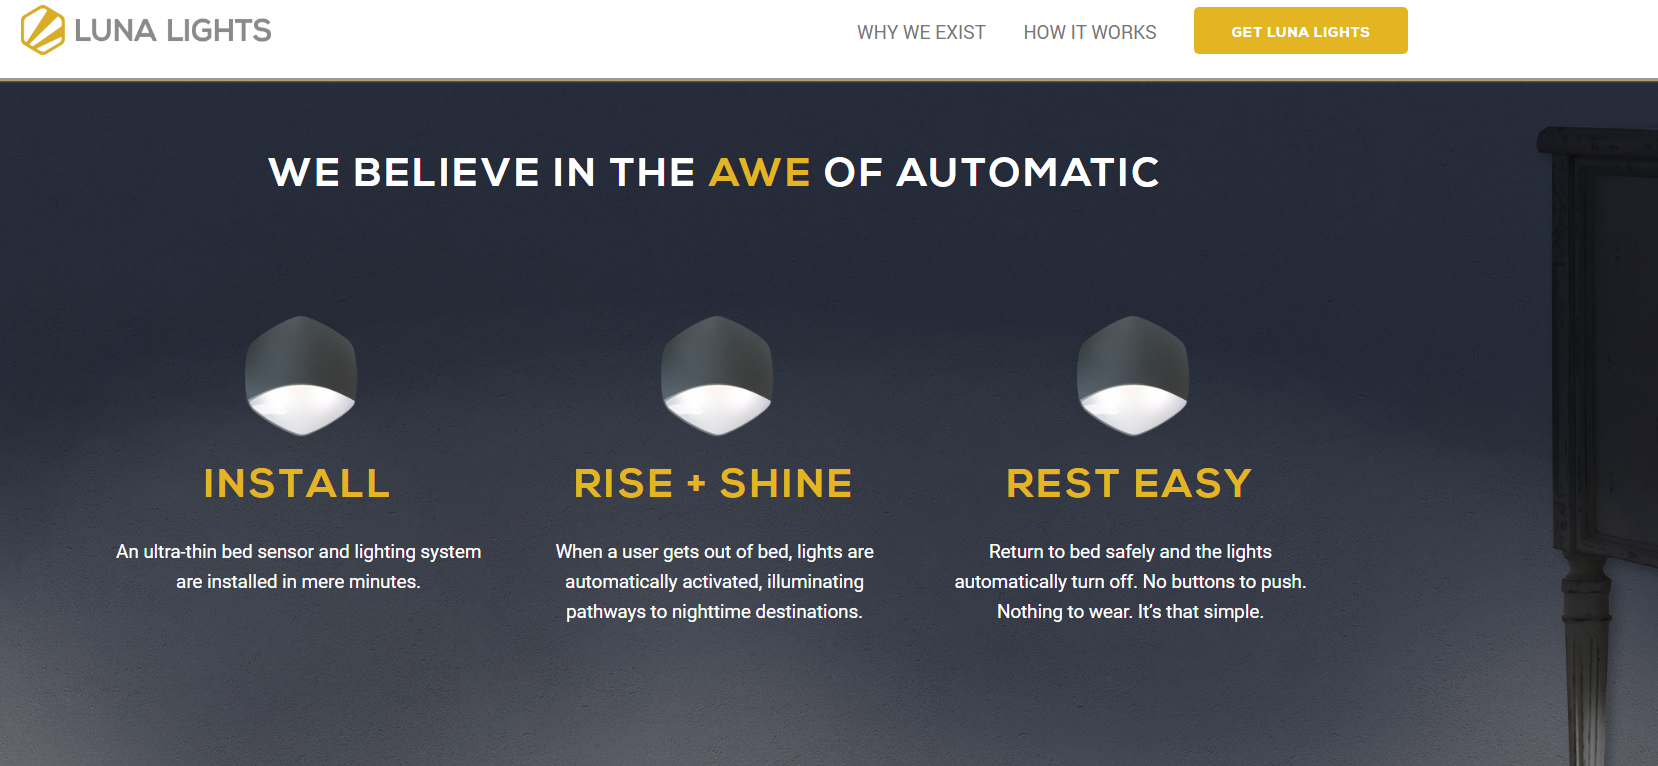 LUNA LIGHTS
WHY WE EXIST
HOW IT WORKS
GET LUNA LIGHTS
WE BELIEVE IN THE AWE OF AUTOMATIC
INSTALL
An ultra-thin bed sensor and lighting system
are installed in mere minutes.
RISE + SHINE
When a user gets out of bed, lights are
automatically activated, illuminating
pathways to nighttime destinations.
REST EASY
Return to bed safely and the lights
automatically turn off. No buttons to push.
Nothing to wear. It’s that simple.